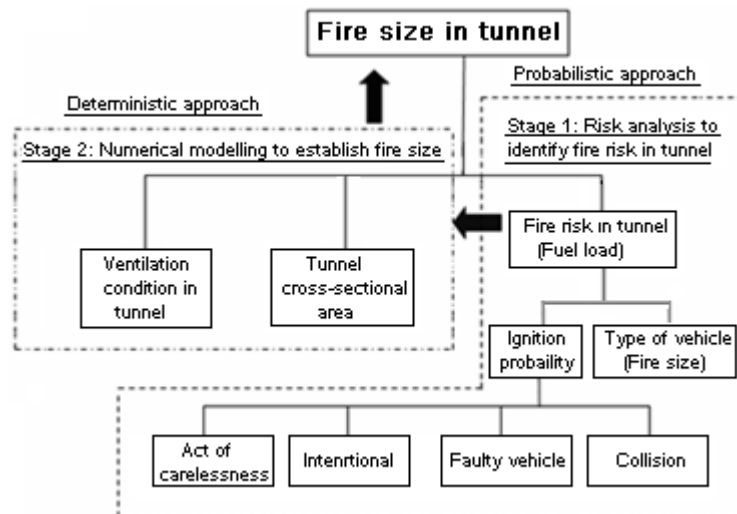 Fire size in tunnel
Probabilistic approach
Deterministic approach
Stage 1: Risk analysis to
identify fire risk in tunnel
Stage 2: Numerical modelling to establish fire size
Fire risk in tunnel
(Fuel load)
Ventilation
condition in
tunnel
Tunnel
cross-sectional
area
Ignition
probaility
Type of vehicle
(Fire size)
Act of
carelessness
Intenrtional
Faulty vehicle
Collision